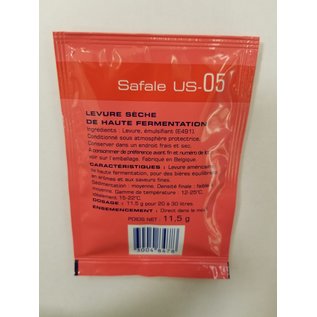 Safale US-05
LEVURE SÈCHE
DE HAUTE FERMENTATION
Ingrédients : Levure, émulsifiant (E491).
Conditionné sous atmosphère protectrice.
Conserver dans un endroit frais et sec.
A consommer de préférence avant fin et numéro de lot
voir sur l'emballage. Fabriqué en Belgique.
CARACTERISTIQUES : Levure américaine
de haute fermentation, pour des bières équilibrées
en arômes et aux saveurs fines.
Sédimentation : moyenne. Densité finale : faible
moyenne. Gamme de température : 12-25°C,
idéalement 15-22°C
DOSAGE : 11,5 g pour 20 à 30 litres.
ENSEMENCEMENT : Direct dans le moût
POIDS NET : 11,5 g